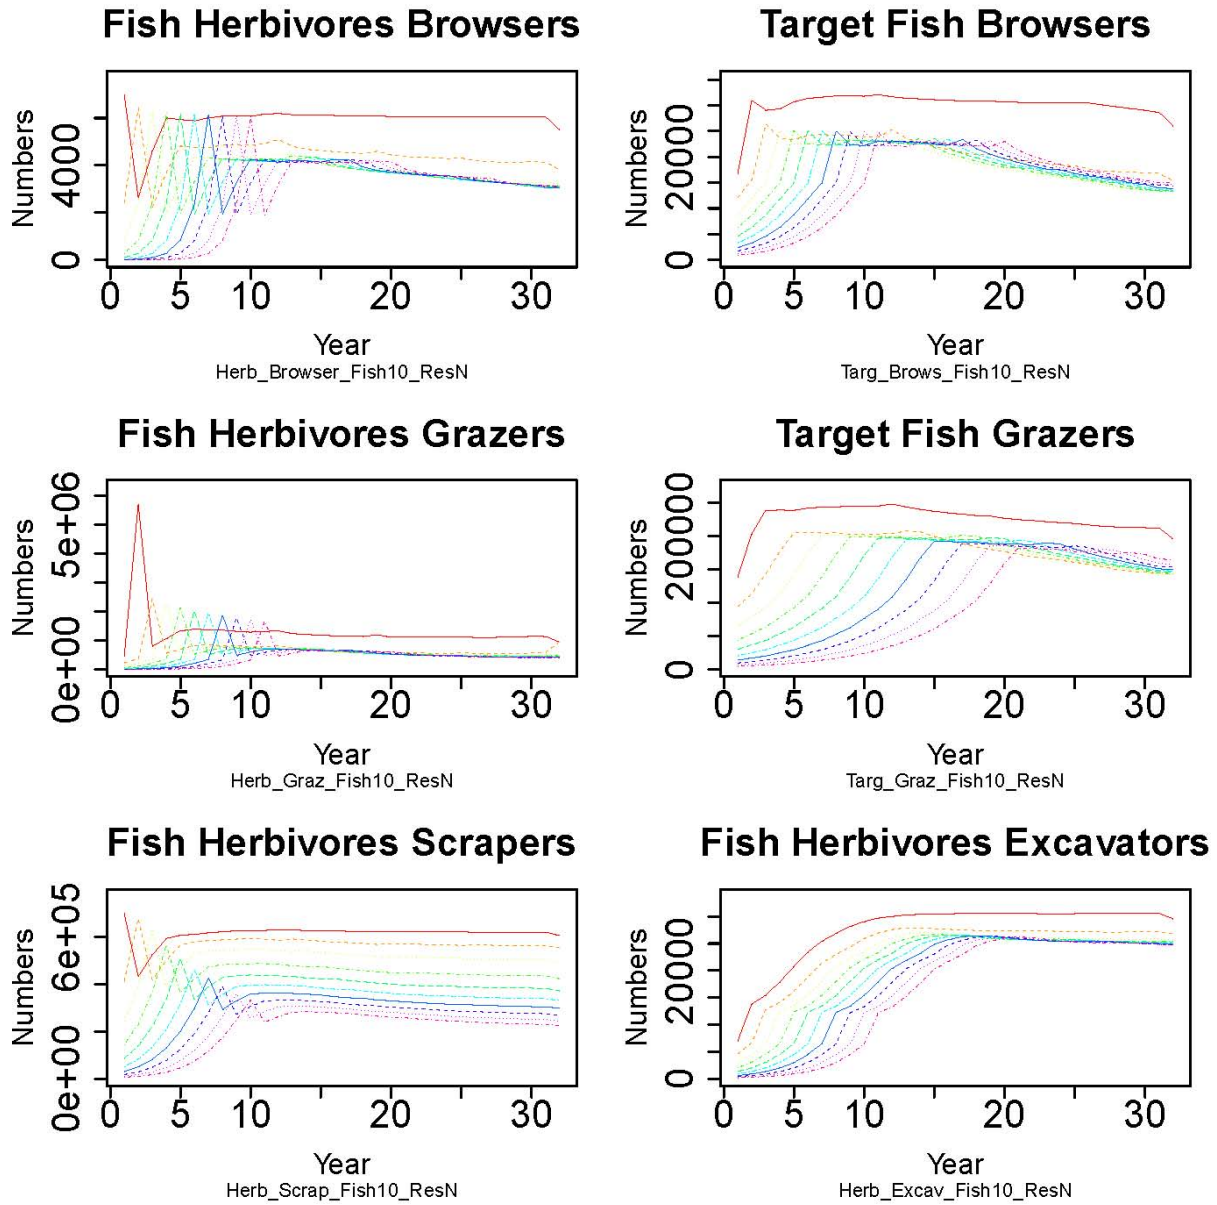 Fish Herbivores Browsers
Numbers
0 4000
0 5 10 20 30
Year
Herb_Browser_Fish10_ResN
Target Fish Browsers
Numbers
0 20000
0 5 10 20 30
Year
Targ_Brows_Fish10_ResN
Fish Herbivores Grazers
Numbers
0e+00 5e+06
0 5 10 20 30
Year
Herb_Graz_Fish10_ResN
Target Fish Grazers
Numbers
0 200000
0 5 10 20 30
Year
Targ_Graz_Fish10_ResN
Fish Herbivores Scrapers
Numbers
0e+00 6e+05
0 5 10 20 30
Year
Herb_Scrap_Fish10_ResN
Fish Herbivores Excavators
Numbers
0 20000
0 5 10 20 30
Year
Herb_Excav_Fish10_ResN